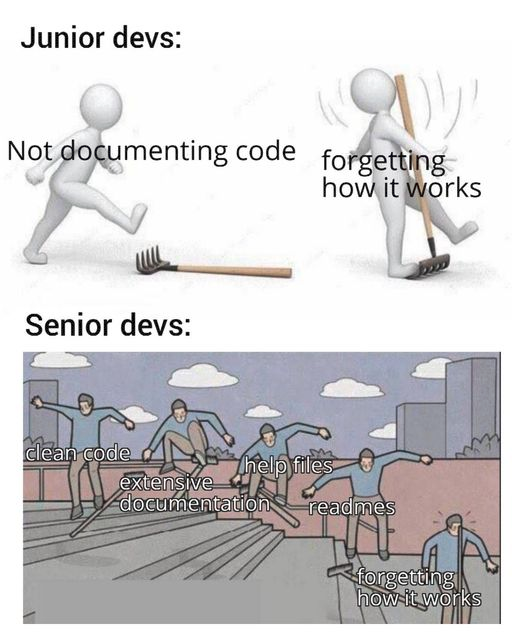 Junior devs:
Not documenting code
forgetting
how it works
Senior devs:
clean code
extensive
documentation
help files
readmes
forgetting
how it works